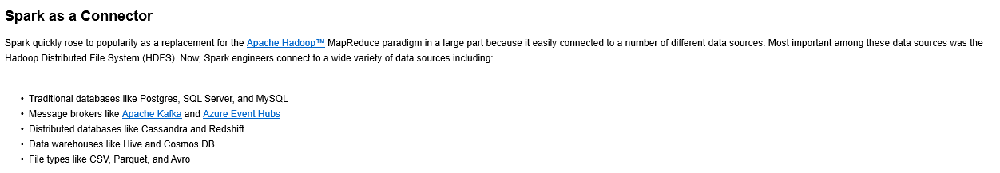 Spark as a Connector
Spark quickly rose to popularity as a replacement for the Apache Hadoop™ MapReduce paradigm in a large part because it easily connected to a number of different data sources. Most important among these data sources was the
Hadoop Distributed File System (HDFS). Now, Spark engineers connect to a wide variety of data sources including:
• Traditional databases like Postgres, SQL Server, and MySQL
• Message brokers like Apache Kafka and Azure Event Hubs
• Distributed databases like Cassandra and Redshift
• Data warehouses like Hive and Cosmos DB
• File types like CSV, Parquet, and Avro